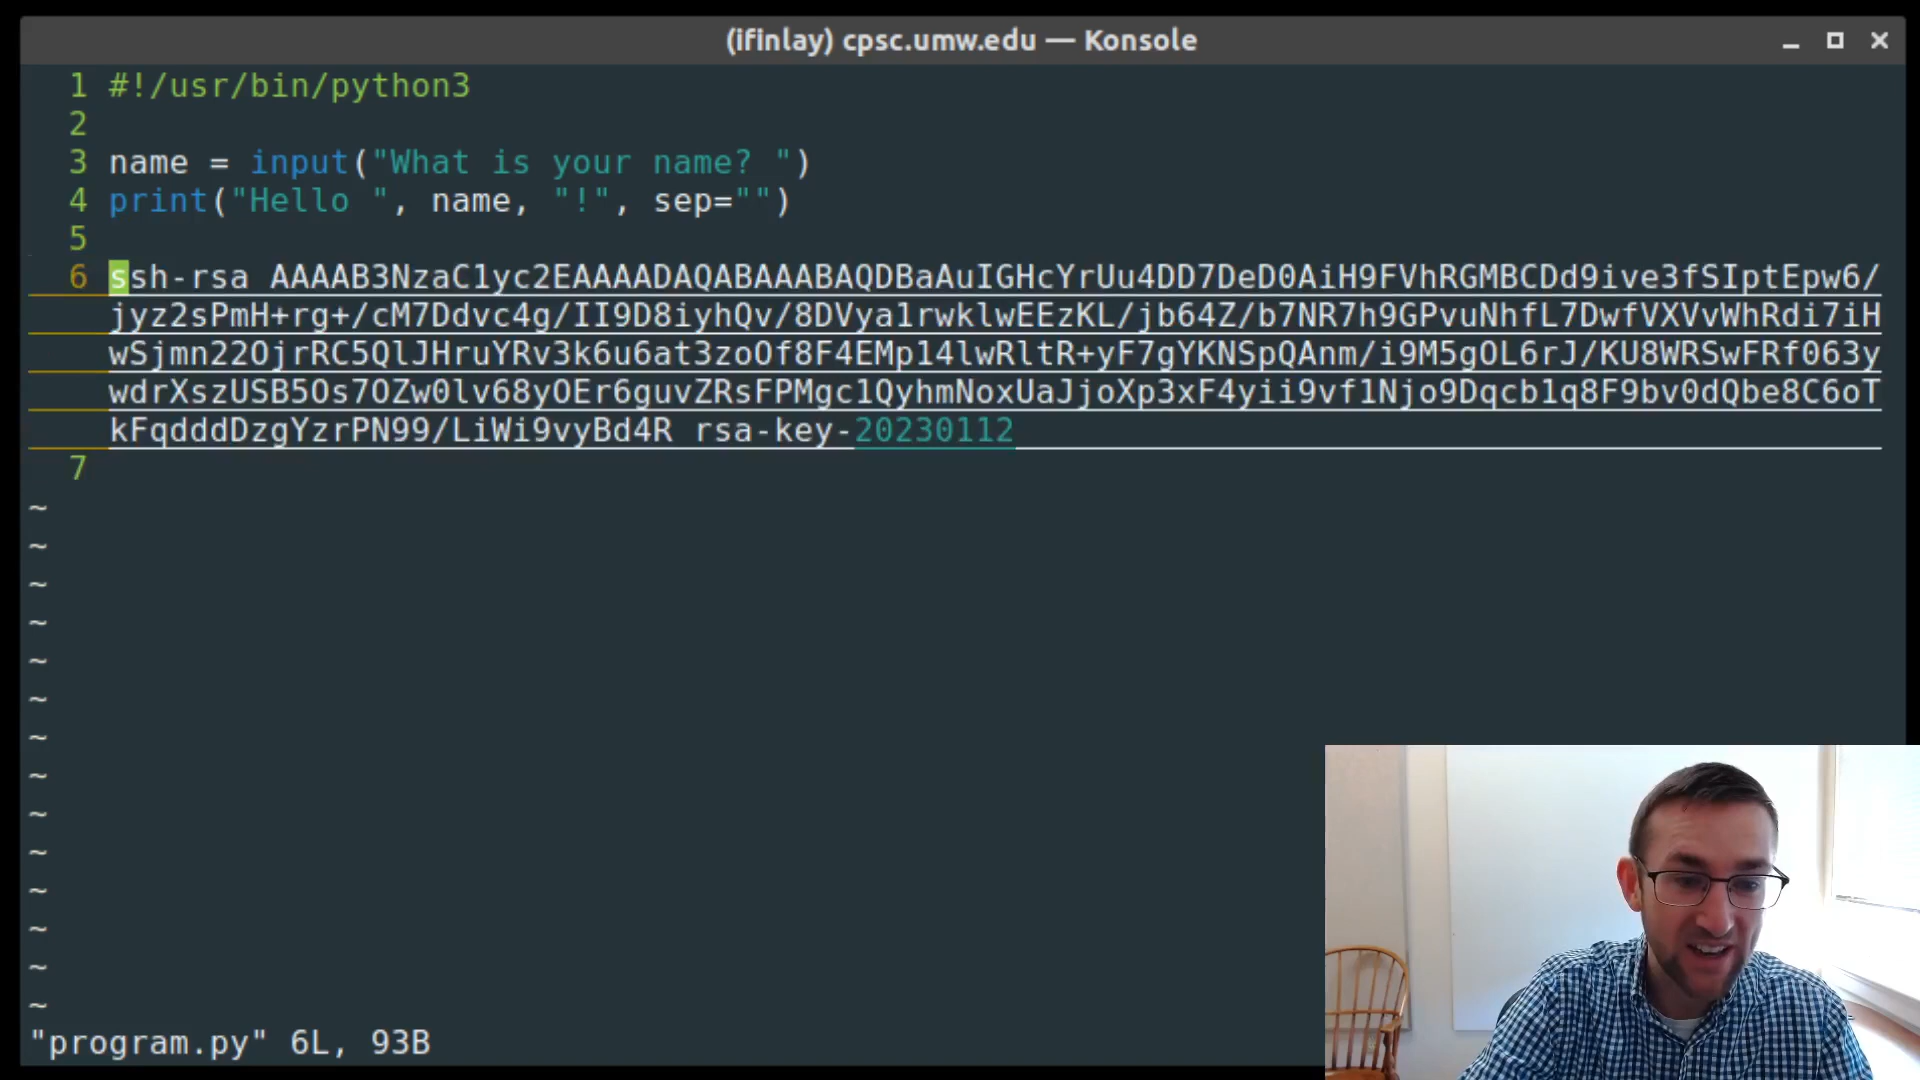 (ifinlay) cpsc.umw.edu — Konsole
1 #!/usr/bin/python3
2
3 name = input("What is your name? ")
4 print("Hello ", name, "!", sep="")
5
6 ssh-rsa AAAAB3NzaC1yc2EAAAADAQABAAABAQDBaAuIGHcYrUu4DD7DeD0AiH9FVhRGMBCDd9ive3fSIptEpw6/
jyz2sPmH+rg+/cM7Ddvc4g/II9D8iyhQv/8DVya1rwklwEEzKL/jb64Z/b7NR7h9GPvuNhfL7DwfVXVvWhRdi7iH
wSjmn22OjrRC5QlJHruYRv3k6u6at3zoOf8F4EMp14lwRltR+yF7gYKNSpQAnm/i9M5gOL6rJ/KU8WRSwFRf063y
wdrXszUSB5Os7OZw0lv68yOEr6guvZRsFPMgc1QyhmNoxUaJjoXp3xF4yii9vf1Njo9Dqcb1q8F9bv0dQbe8C6oT
kFqdddDzgYzrPN99/LiWi9vyBd4R rsa-key-20230112
7
~
~
~
~
~
~
~
~
~
~
~
~
~
~
"program.py" 6L, 93B